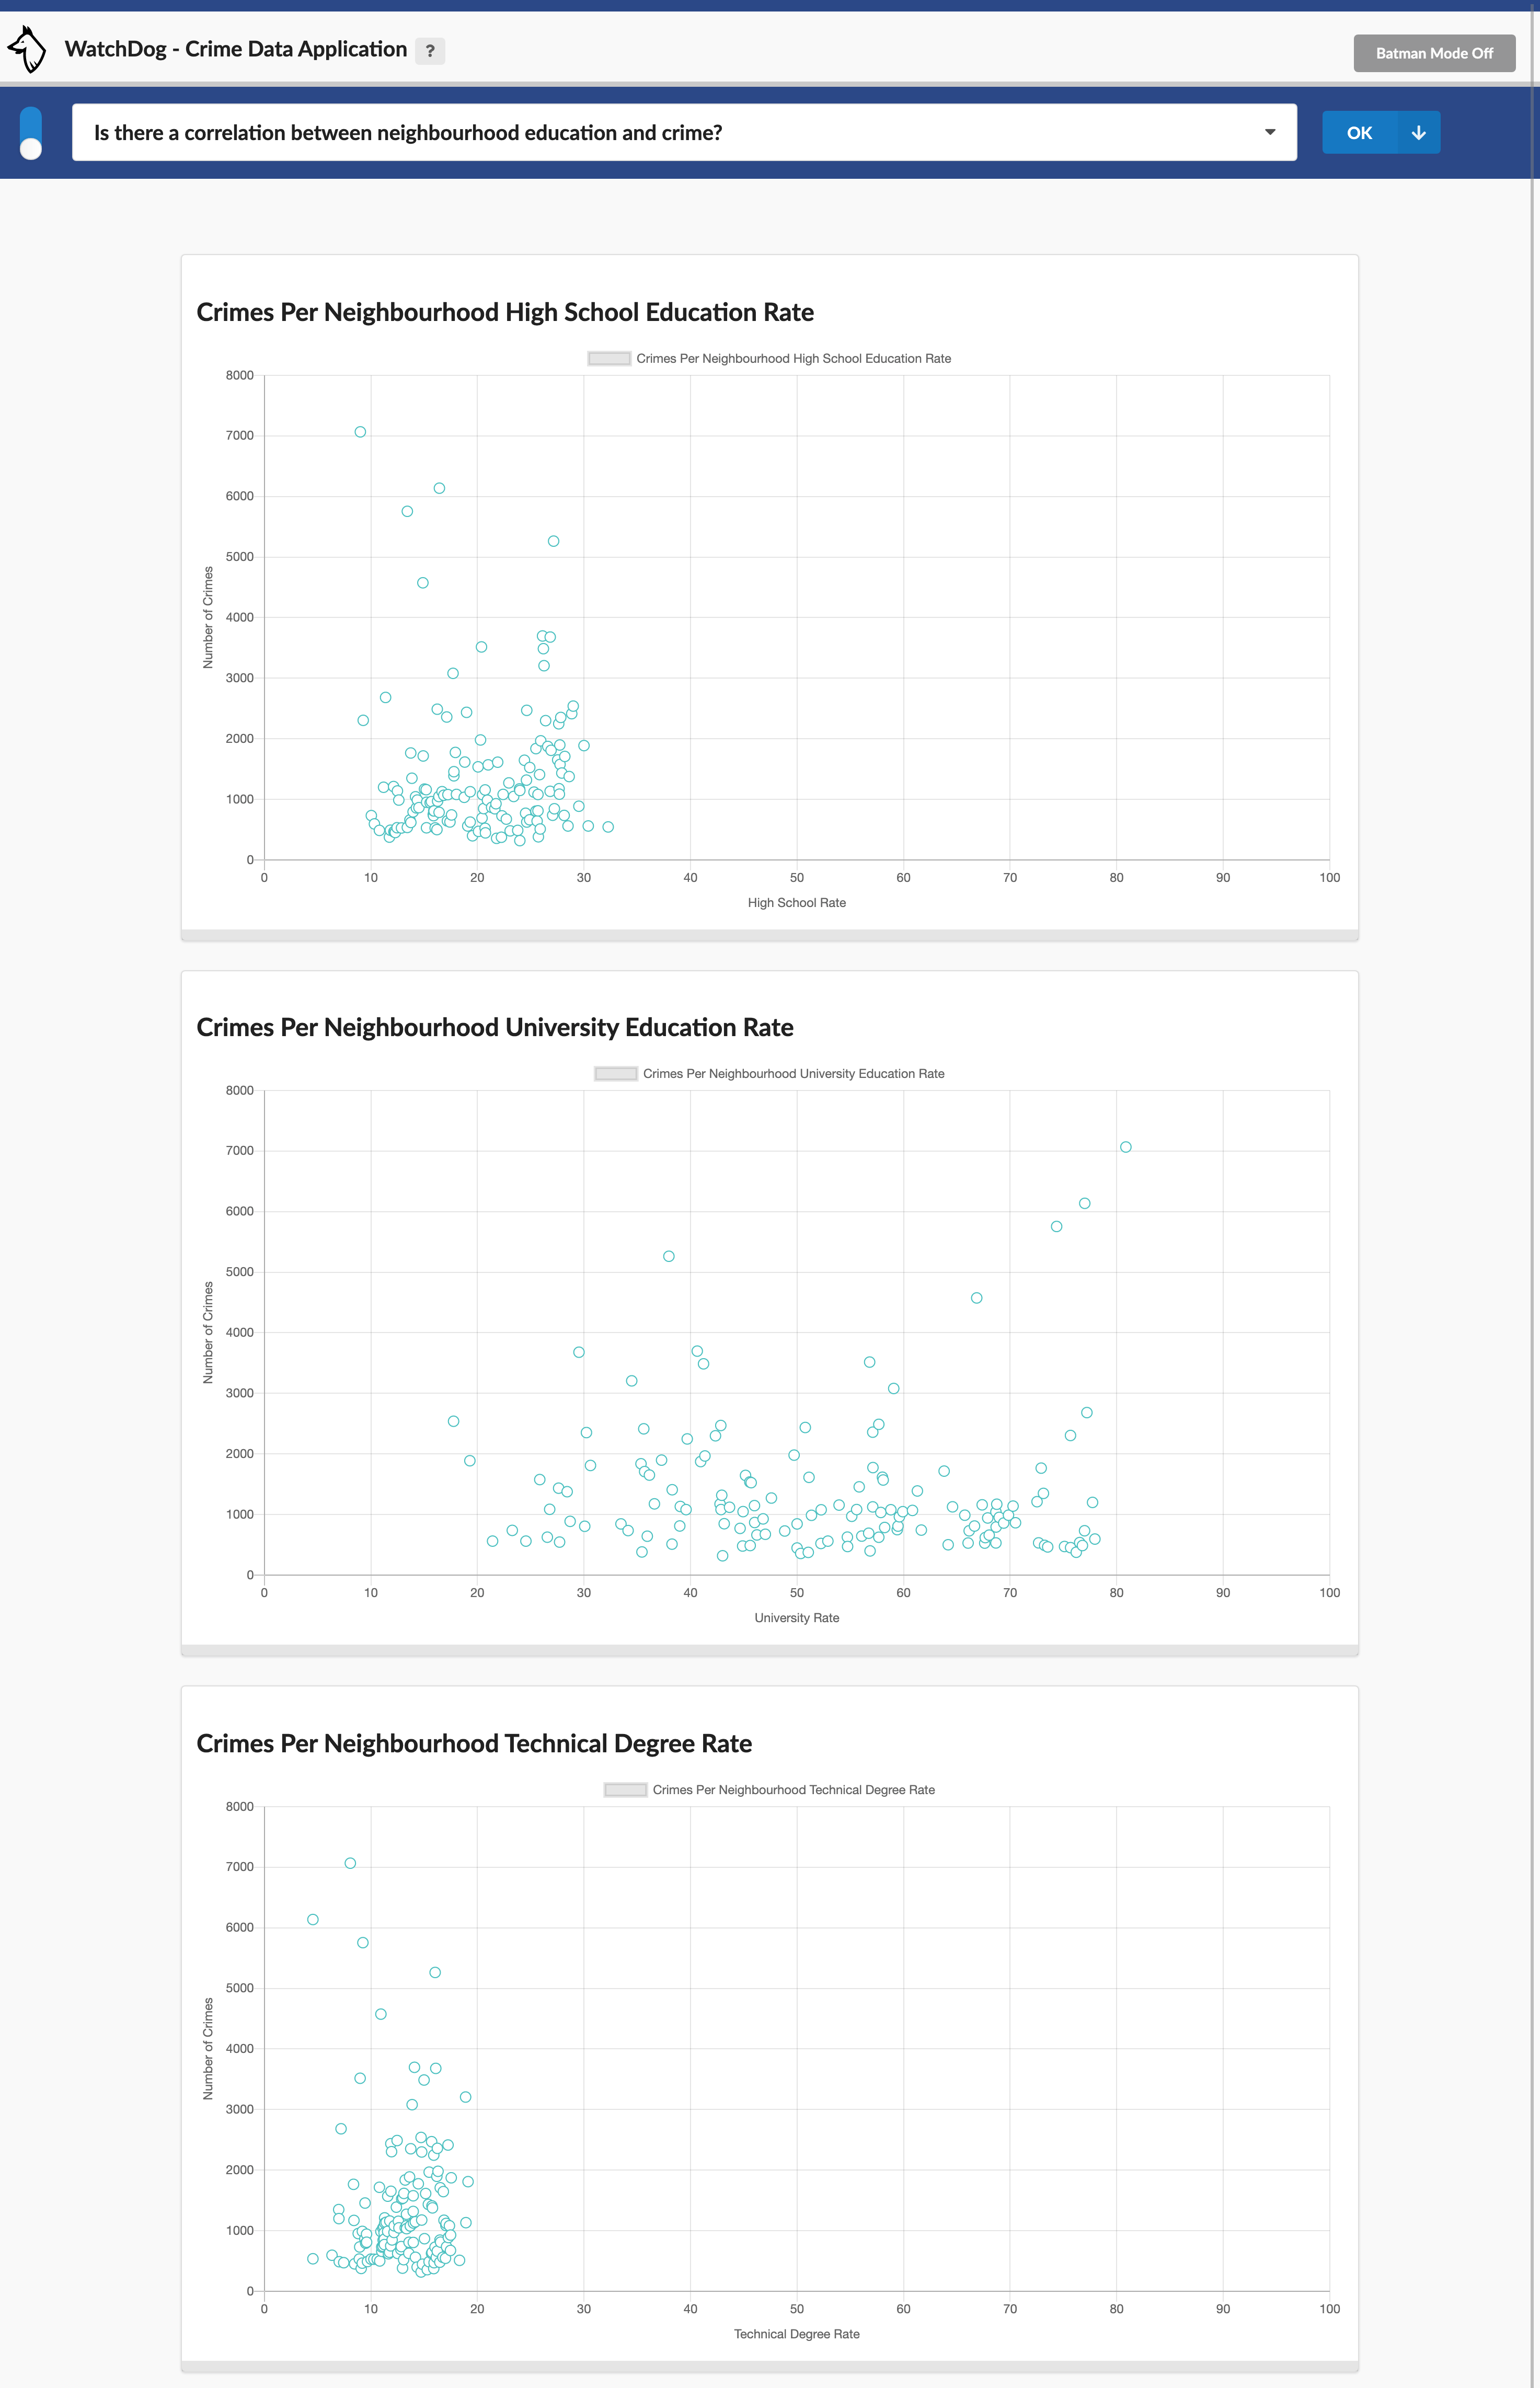 WatchDog - Crime Data Application ?
Batman Mode Off
Is there a correlation between neighbourhood education and crime?
OK
Crimes Per Neighbourhood High School Education Rate
Crimes Per Neighbourhood High School Education Rate
8000
7000
6000
5000
4000
3000
2000
1000
0
Number of Crimes
0 10 20 30 40 50 60 70 80 90 100
High School Rate
Crimes Per Neighbourhood University Education Rate
Crimes Per Neighbourhood University Education Rate
8000
7000
6000
5000
4000
3000
2000
1000
0
Number of Crimes
0 10 20 30 40 50 60 70 80 90 100
University Rate
Crimes Per Neighbourhood Technical Degree Rate
Crimes Per Neighbourhood Technical Degree Rate
8000
7000
6000
5000
4000
3000
2000
1000
0
Number of Crimes
0 10 20 30 40 50 60 70 80 90 100
Technical Degree Rate